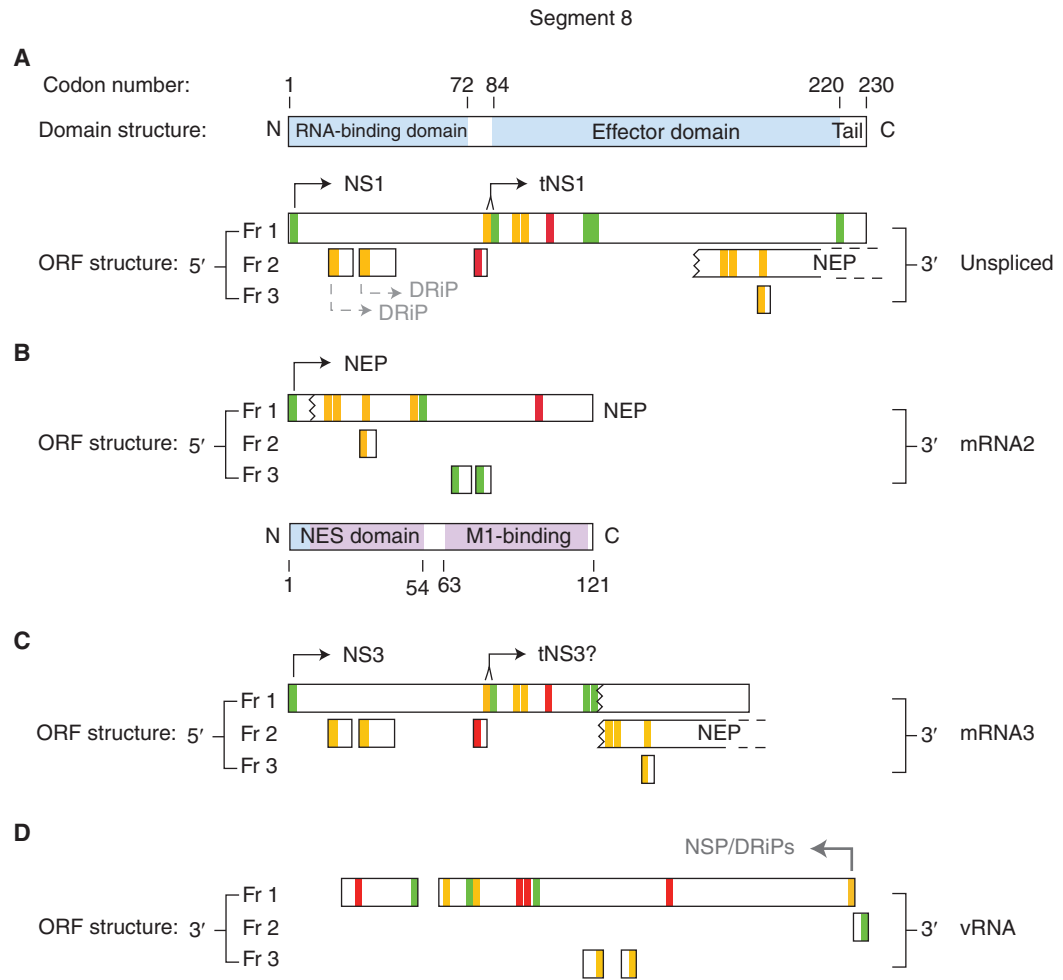 Segment 8
A
Codon number: 1 72 84 220 230
Domain structure: N RNA-binding domain Effector domain Tail C
NS1 tNS1
Fr 1
ORF structure: 5′ Fr 2 NEP 3′ Unspliced
Fr 3
DRiP
DRiP
B
NEP
Fr 1 NEP
ORF structure: 5′ Fr 2 3′ mRNA2
Fr 3
N NES domain M1-binding C
1 54 63 121
C
NS3 tNS3?
Fr 1
ORF structure: 5′ Fr 2 NEP 3′ mRNA3
Fr 3
D
NSP/DRiPs
Fr 1
ORF structure: 3′ Fr 2 3′ vRNA
Fr 3